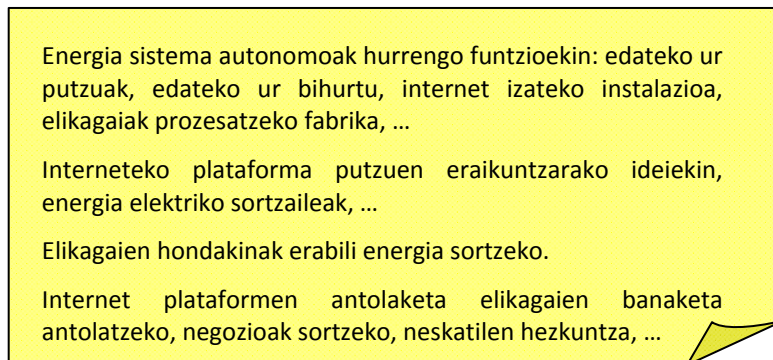 Energia sistema autonomoak hurrengo funtzioekin: edateko ur
putzuak, edateko ur bihurtu, internet izateko instalazioa,
elikagaiak prozesatzeko fabrika, ...
Interneteko plataforma putzuen eraikuntzarako ideiekin,
energia elektriko sortzaileak, ...
Elikagaien hondakinak erabili energia sortzeko.
Internet plataformen antolaketa elikagaien banaketa
antolatzeko, negozioak sortzeko, neskatilen hezkuntza, ...